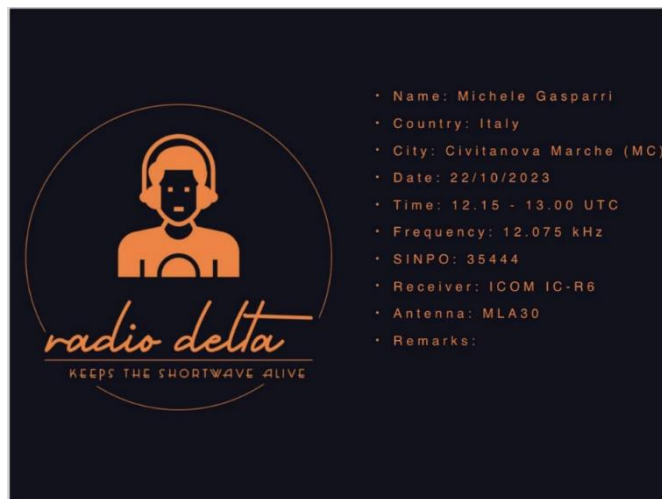 radio delta
KEEPS THE SHORTWAVE ALIVE
• Name: Michele Gasparri
• Country: Italy
• City: Civitanova Marche (MC)
• Date: 22/10/2023
• Time: 12.15 - 13.00 UTC
• Frequency: 12.075 kHz
• SINPO: 35444
• Receiver: ICOM IC-R6
• Antenna: MLA30
• Remarks: